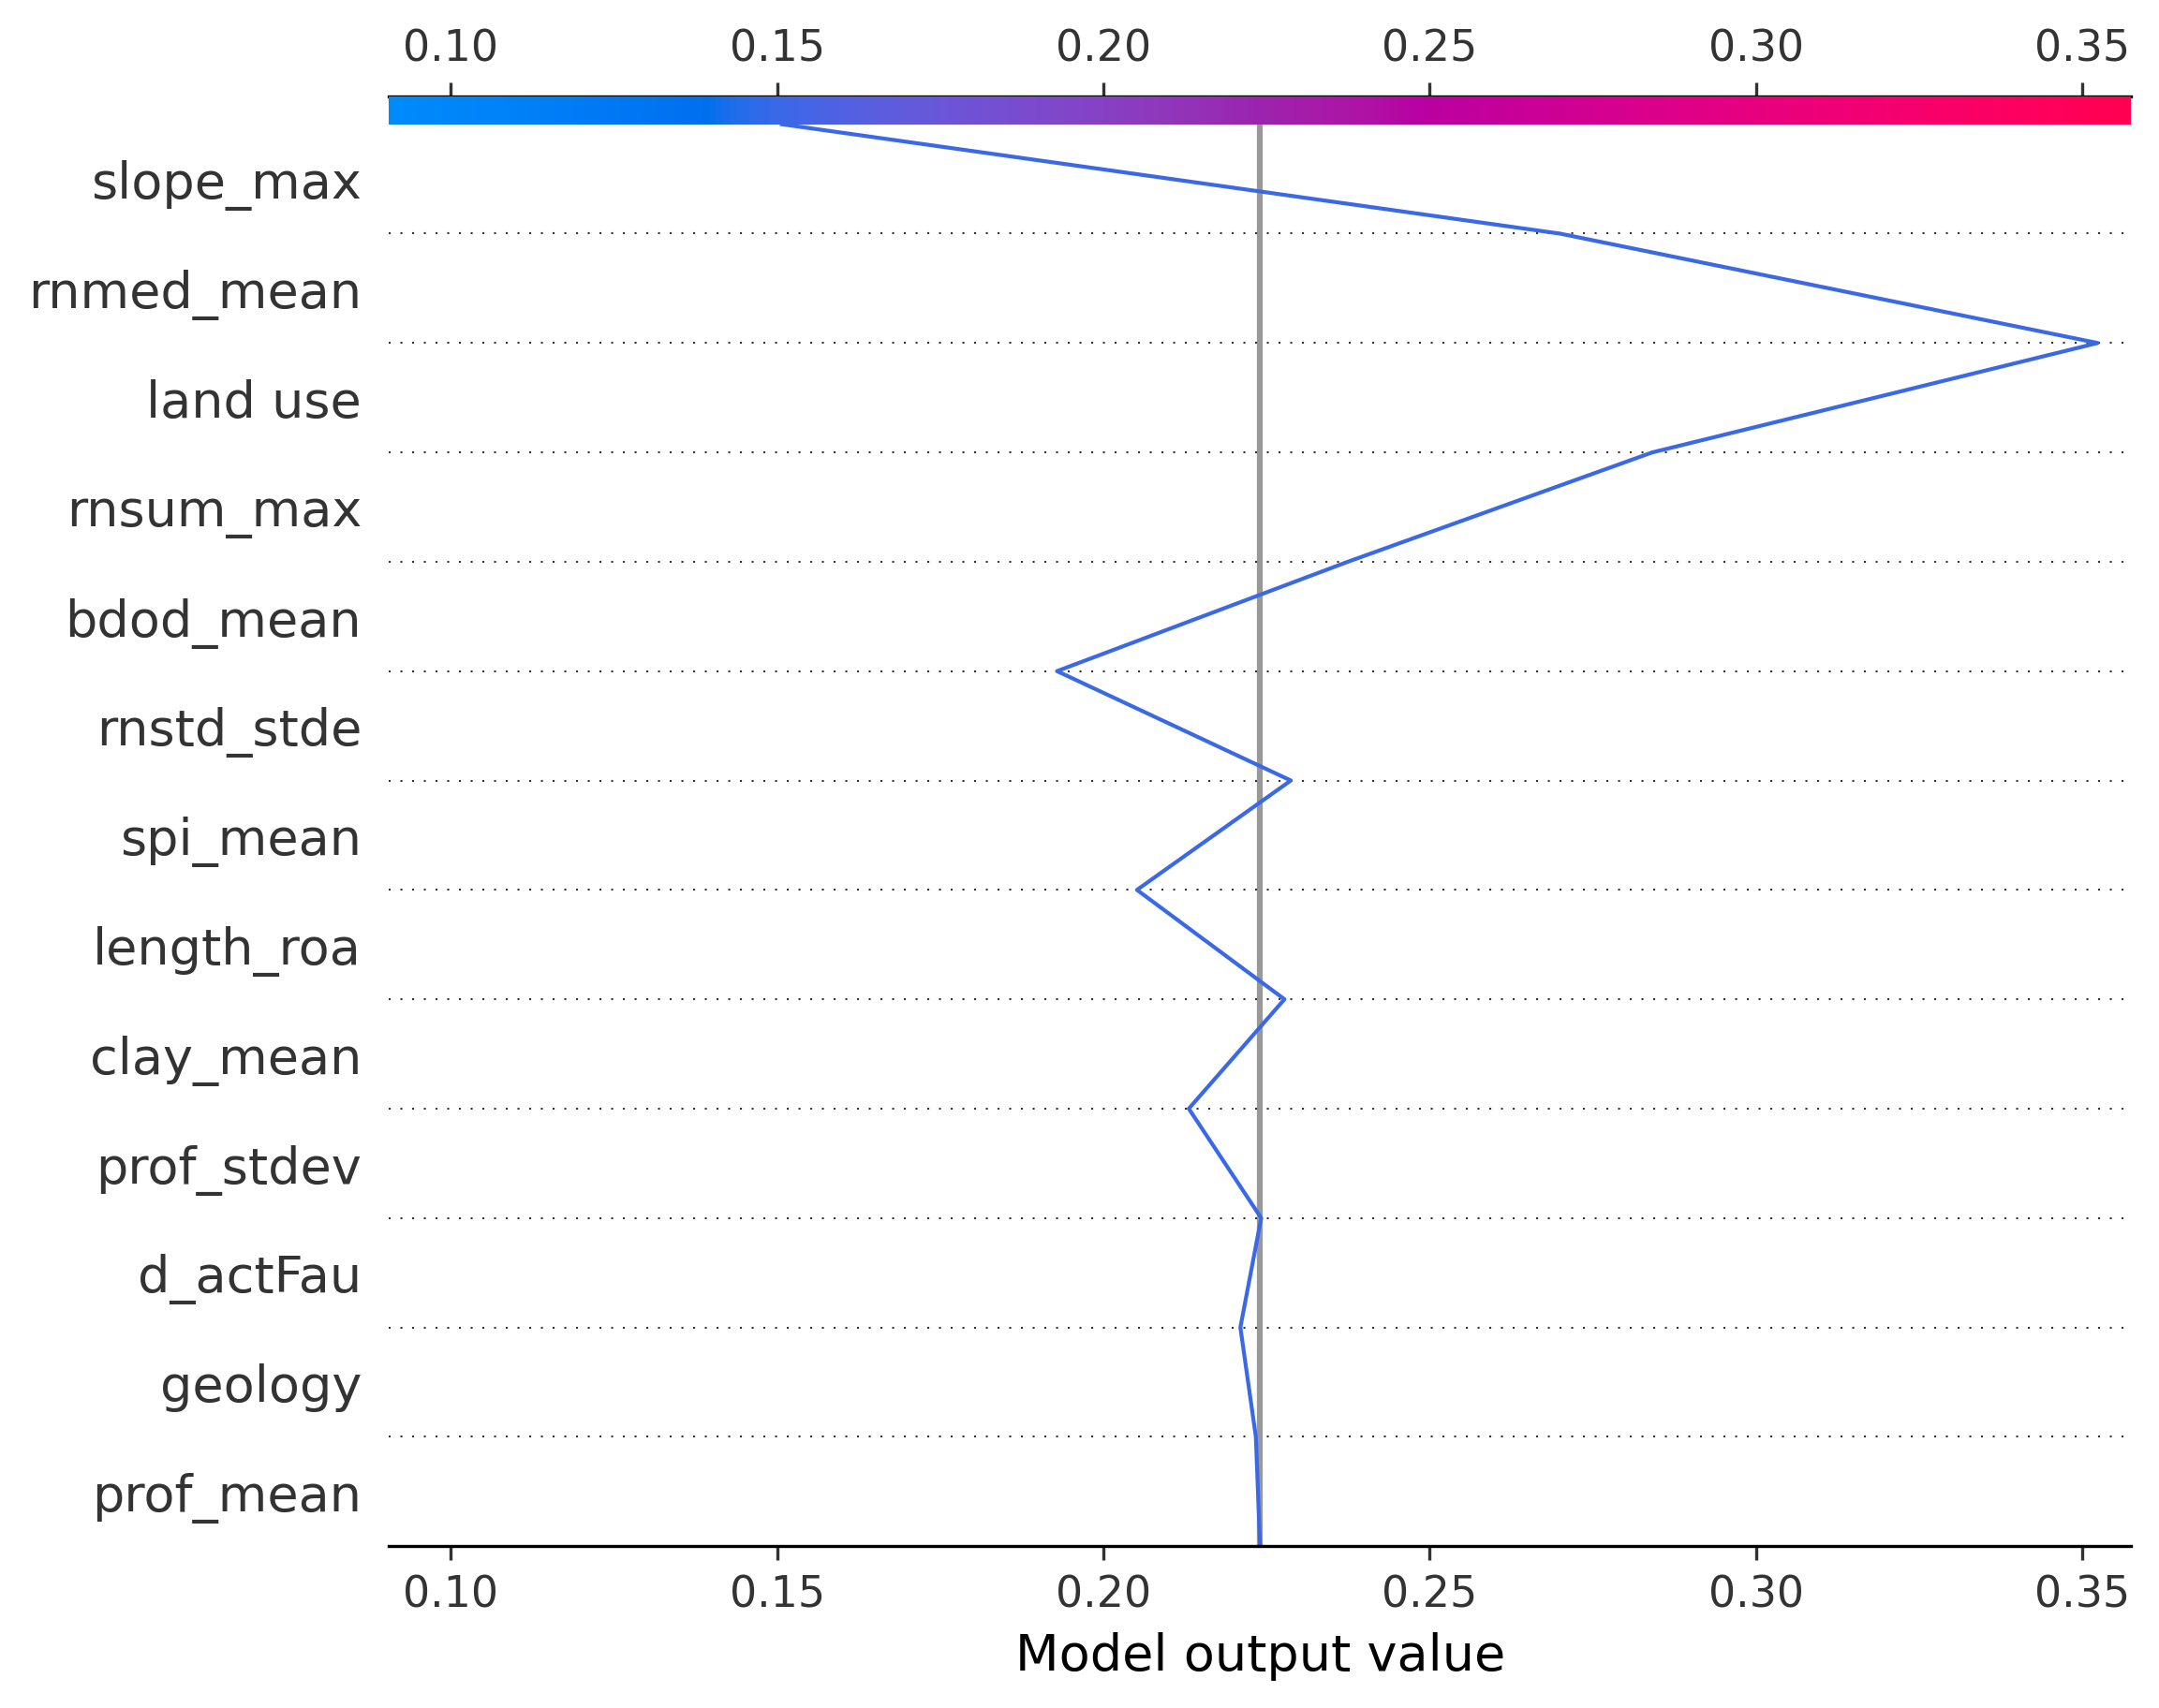 0.10 0.15 0.20 0.25 0.30 0.35
slope_max
rnmed_mean
land use
rnsum_max
bdod_mean
rnstd_stde
spi_mean
length_roa
clay_mean
prof_stdev
d_actFau
geology
prof_mean
0.10 0.15 0.20 0.25 0.30 0.35
Model output value